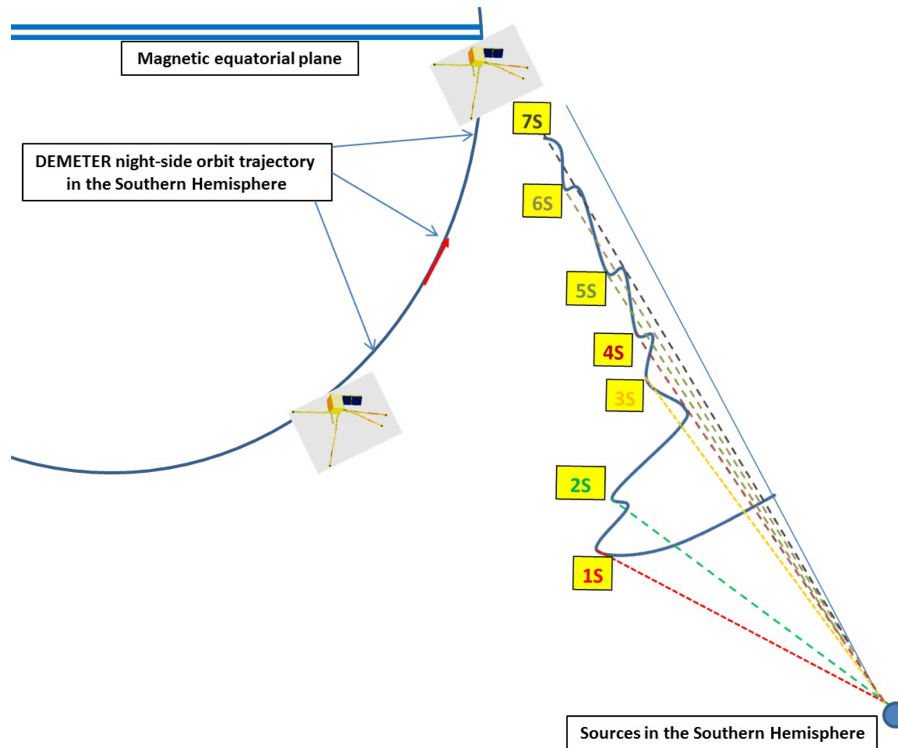 Magnetic equatorial plane
DEMETER night-side orbit trajectory
in the Southern Hemisphere
7S
6S
5S
4S
3S
2S
1S
Sources in the Southern Hemisphere